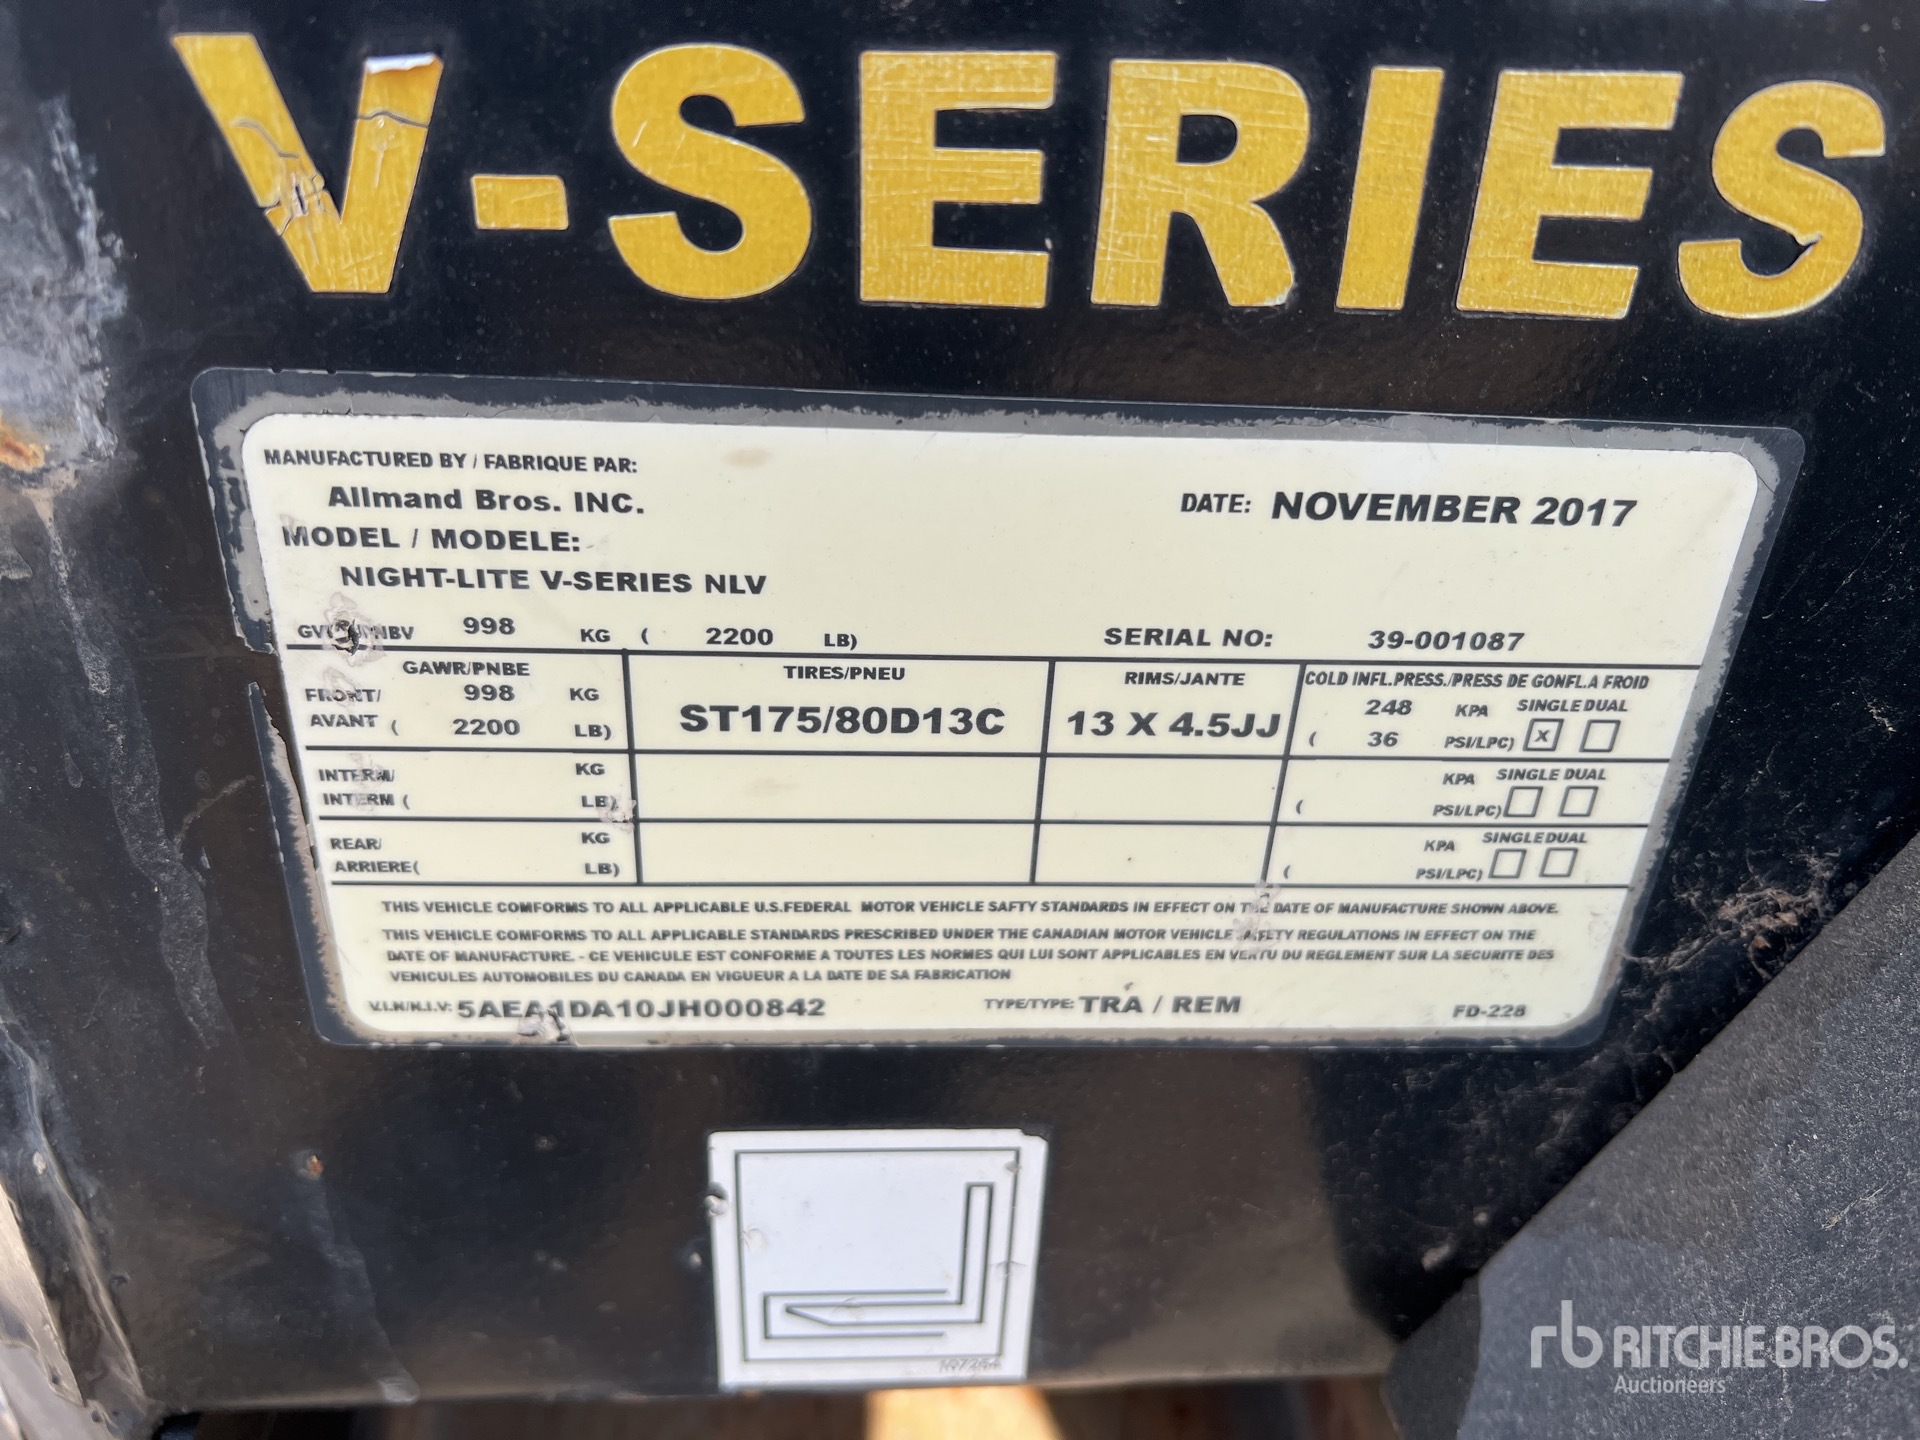 V-SERIES
MANUFACTURED BY / FABRIQUE PAR:
Allmand Bros. INC.
DATE: NOVEMBER 2017
MODEL / MODELE:
NIGHT-LITE V-SERIES NLV
998 KG ( 2200 LB) SERIAL NO: 39-001087
GAWR/PNBE TIRES/PNEU RIMS/JANTE COLD INFL.PRESS./PRESS DE GONFL.A FROID
FRONT/ 998 KG 248 KPA SINGLE DUAL
AVANT ( 2200 LB) ST175/80D13C 13 X 4.5JJ ( 36 PSI/LPC) X
INTERM/ KG KPA SINGLE DUAL
INTERM ( LB) ( PSI/LPC)
REAR/ KG KPA SINGLE DUAL
ARRIERE ( LB) ( PSI/LPC)
THIS VEHICLE COMFORMS TO ALL APPLICABLE U.S.FEDERAL MOTOR VEHICLE SAFTY STANDARDS IN EFFECT ON THE DATE OF MANUFACTURE SHOWN ABOVE.
THIS VEHICLE COMFORMS TO ALL APPLICABLE STANDARDS PRESCRIBED UNDER THE CANADIAN MOTOR VEHICLE SAFETY REGULATIONS IN EFFECT ON THE
DATE OF MANUFACTURE. - CE VEHICULE EST CONFORME A TOUTES LES NORMES QUI LUI SONT APPLICABLES EN VERTU DU REGLEMENT SUR LA SECURITE DES
VENICULES AUTOMOBILES DU CANADA EN VIGUEUR A LA DATE DE SA FABRICATION
V.I.N/N.I.V: 5AEA1DA10JH000842 TYPE/TYPE: TRA / REM FD-228
rb RITCHIE BROS.
Auctioneers